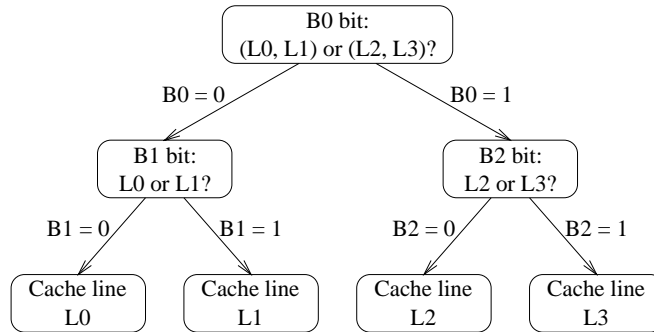 B0 bit:
(L0, L1) or (L2, L3)?
B0 = 0
B0 = 1
B1 bit:
L0 or L1?
B2 bit:
L2 or L3?
B1 = 0
B1 = 1
B2 = 0
B2 = 1
Cache line
L0
Cache line
L1
Cache line
L2
Cache line
L3